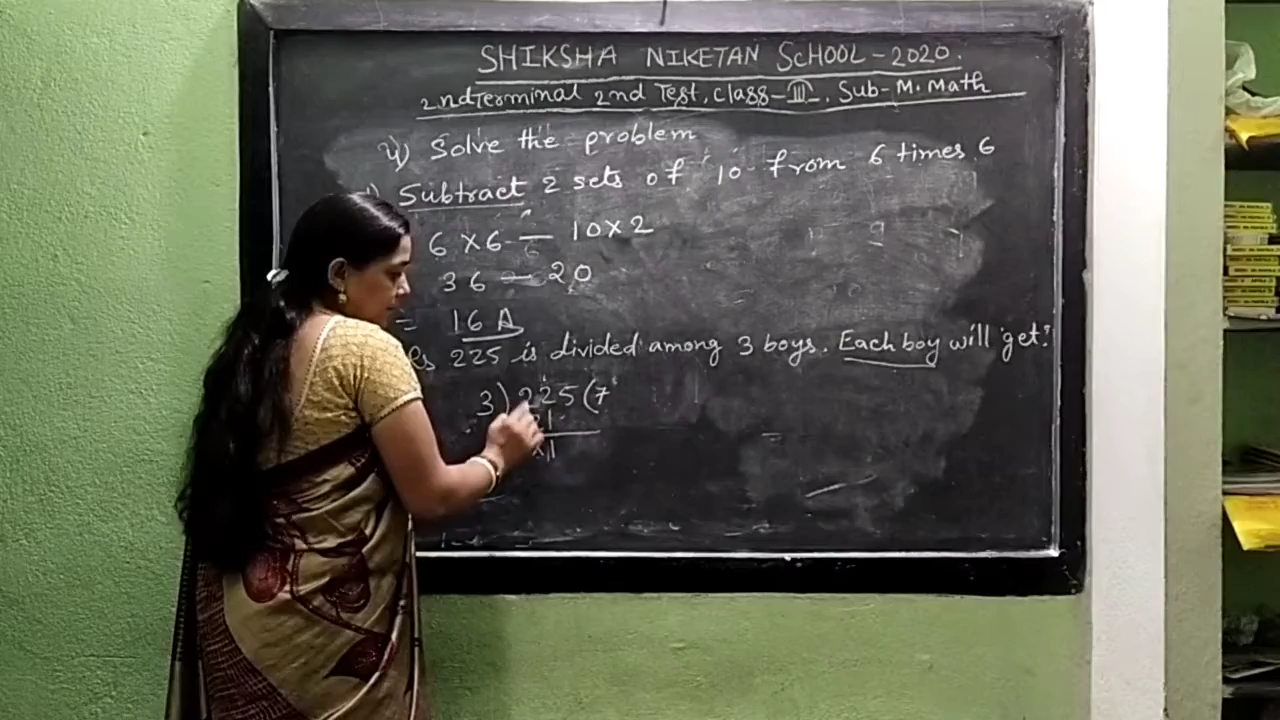 SHIKSHA NIKETAN SCHOOL-2020.
2nd Terminal 2nd Test, class-III, Sub-M. Math
4) Solve the problem
Subtract 2 sets of 10 from 6 times 6
6×6 - 10×2
36 - 20
= 16 A
225 is divided among 3 boys. Each boy will get?
3)225(7
21
×1